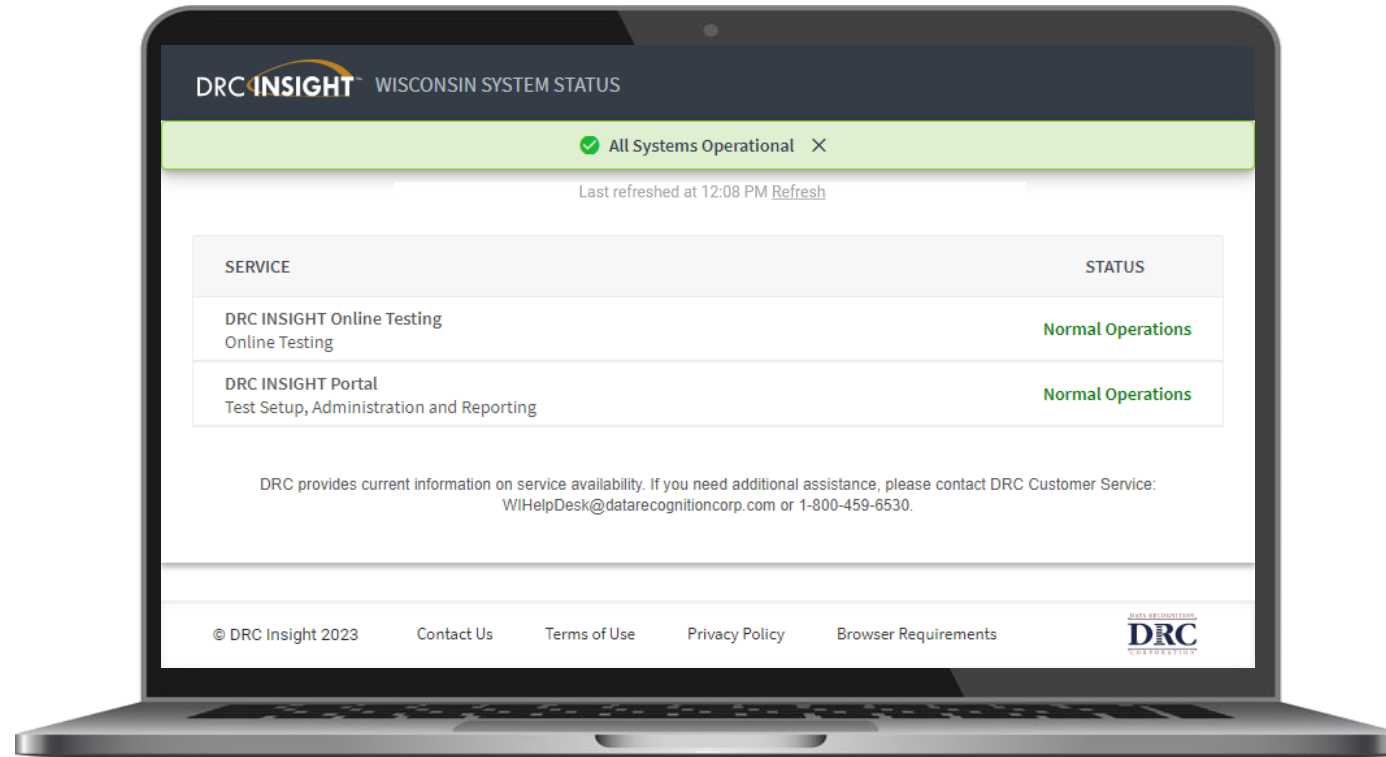 DRC INSIGHT™ WISCONSIN SYSTEM STATUS
All Systems Operational
Last refreshed at 12:08 PM Refresh
SERVICE STATUS
DRC INSIGHT Online Testing
Online Testing
Normal Operations
DRC INSIGHT Portal
Test Setup, Administration and Reporting
Normal Operations
DRC provides current information on service availability. If you need additional assistance, please contact DRC Customer Service:
WIHelpDesk@datarecognitioncorp.com or 1-800-459-6530.
© DRC Insight 2023 Contact Us Terms of Use Privacy Policy Browser Requirements
DATA RECOGNITION
DRC
CORPORATION